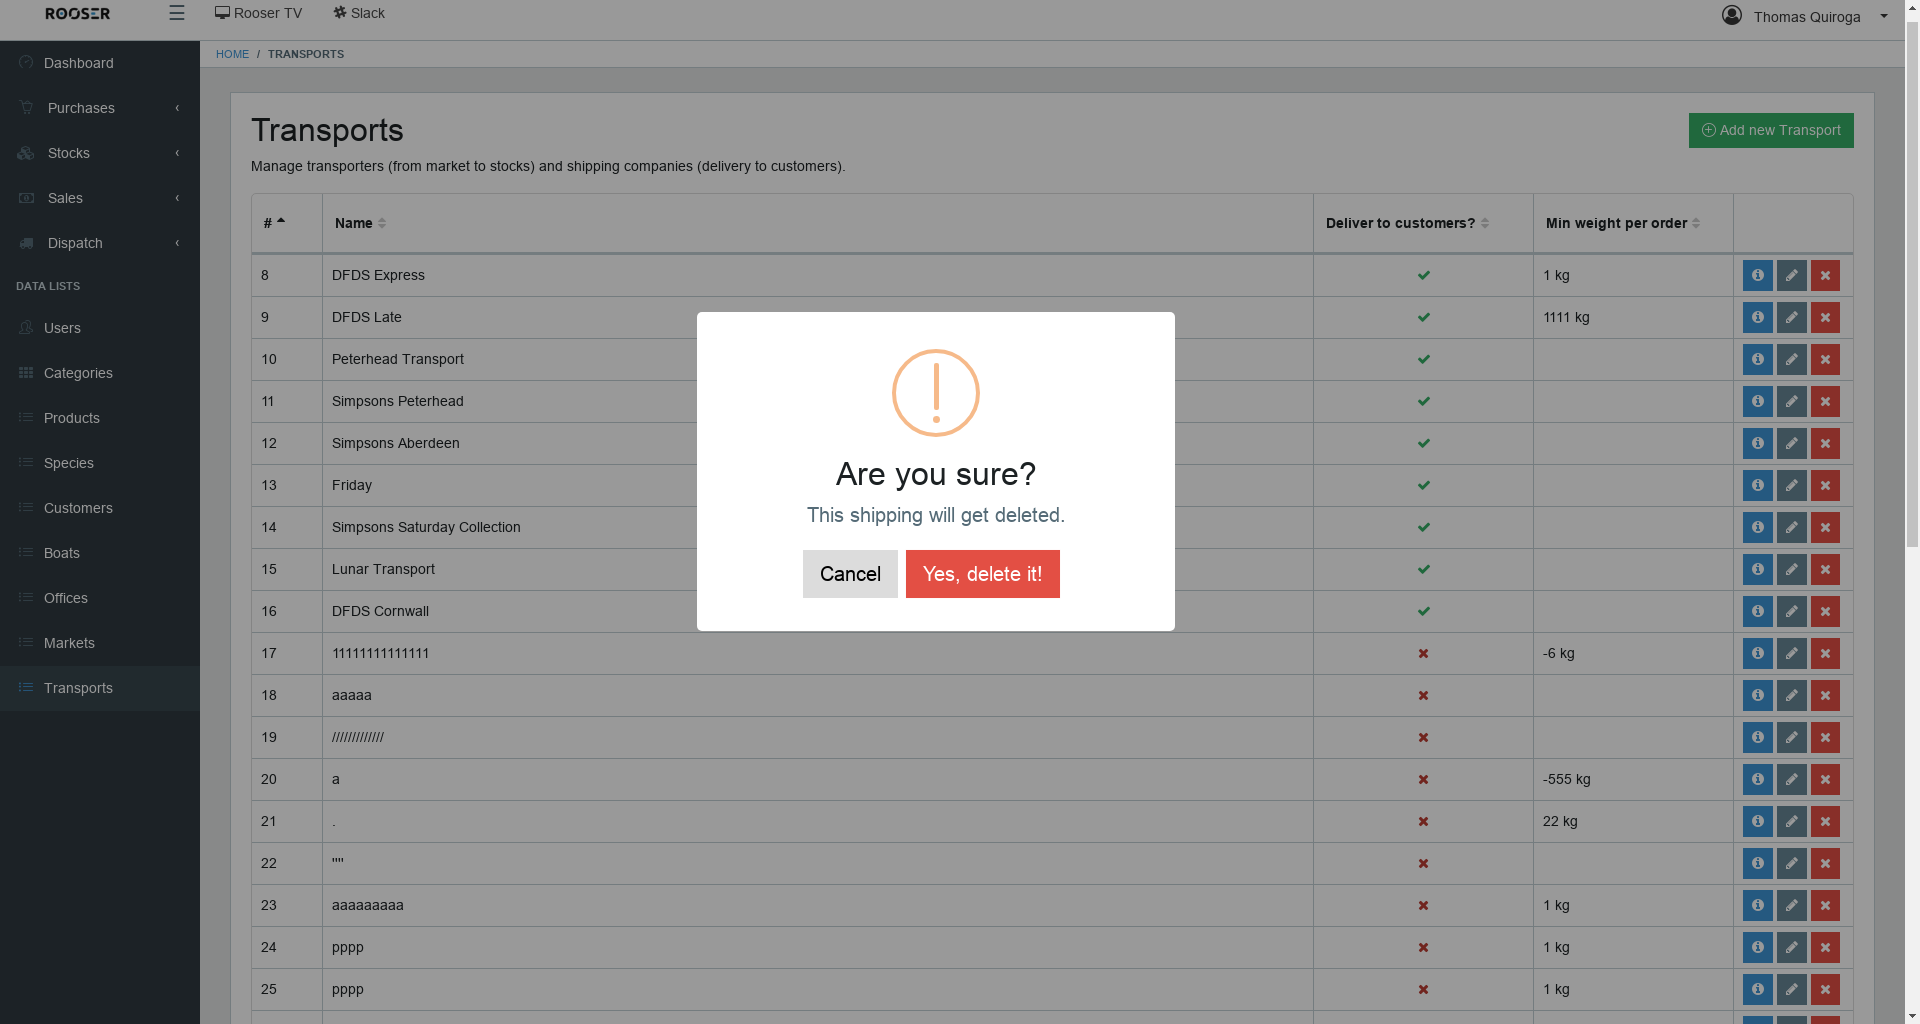 ROOSER
Rooser TV
Slack
Thomas Quiroga
HOME / TRANSPORTS
Dashboard
Purchases
Stocks
Sales
Dispatch
DATA LISTS
Users
Categories
Products
Species
Customers
Boats
Offices
Markets
Transports
Transports
Add new Transport
Manage transporters (from market to stocks) and shipping companies (delivery to customers).
# Name Deliver to customers? Min weight per order
8 DFDS Express 1 kg
9 DFDS Late 1111 kg
10 Peterhead Transport
11 Simpsons Peterhead
12 Simpsons Aberdeen
13 Friday
14 Simpsons Saturday Collection
15 Lunar Transport
16 DFDS Cornwall
17 11111111111111 -6 kg
18 aaaaa
19 /////////////
20 a -555 kg
21 . 22 kg
22 ''''
23 aaaaaaaaa 1 kg
24 pppp 1 kg
25 pppp 1 kg
Are you sure?
This shipping will get deleted.
Cancel
Yes, delete it!